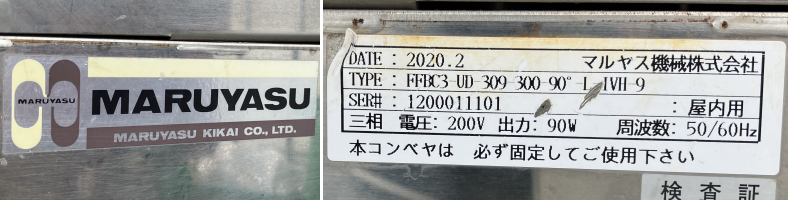 MARUYASU
MARUYASU
MARUYASU KIKAI CO., LTD.
DATE : 2020.2 マルヤス機械株式会社
TYPE : FFBC3-UD-309-300-90°-L-IVH-9
SER# : 1200011101 : 屋内用
三相 電圧: 200V 出力: 90W 周波数: 50/60Hz
本コンベヤは 必ず固定してご使用下さい
検査証